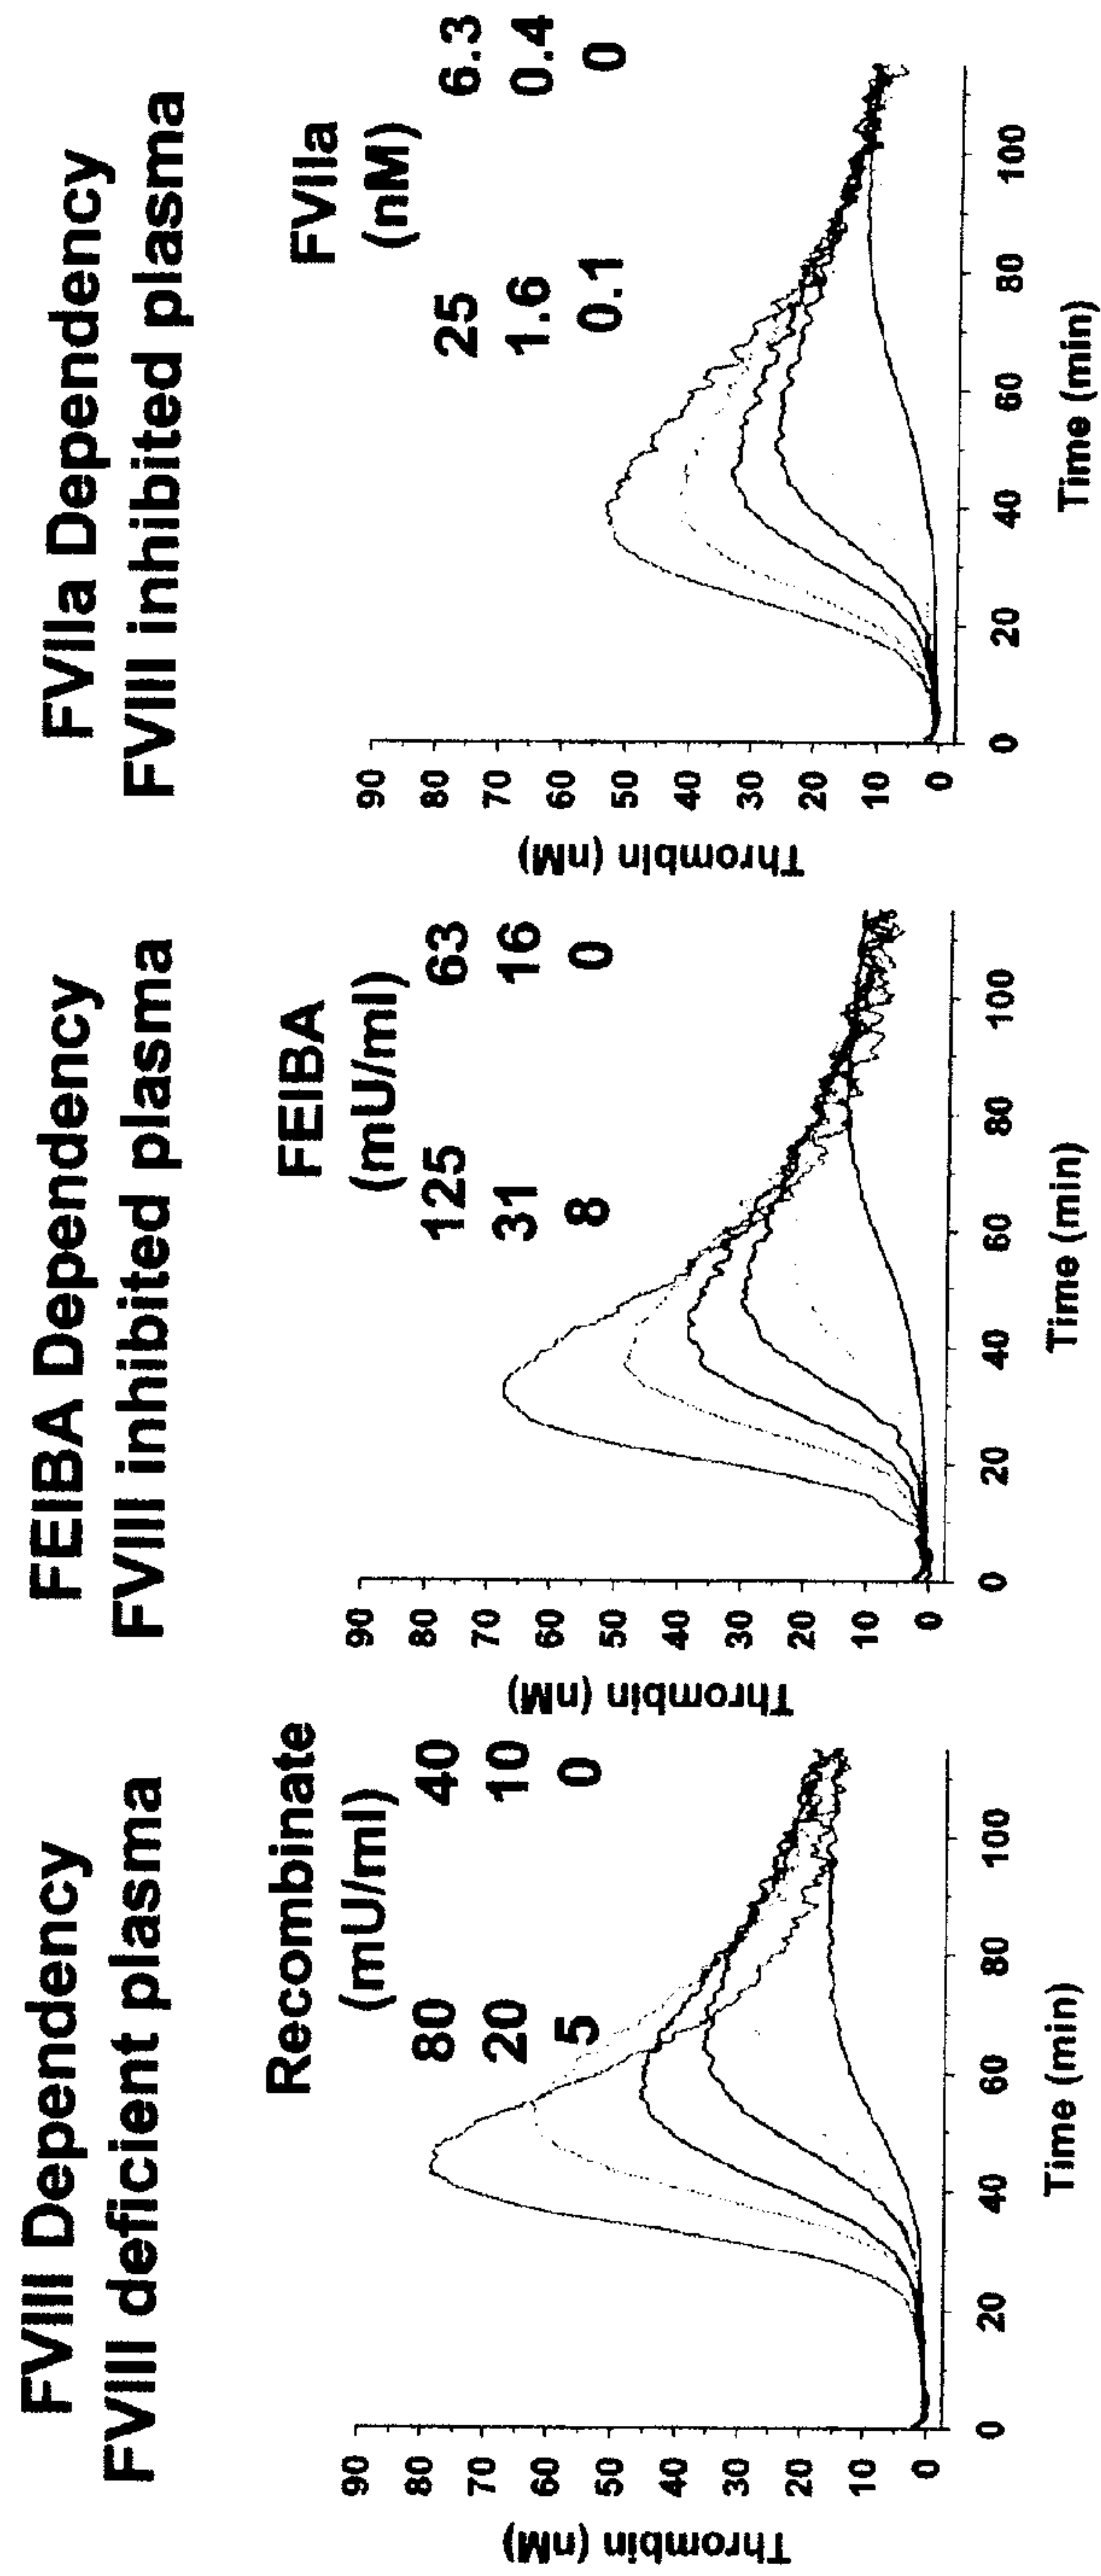 FVIII Dependency
FVIII deficient plasma
Recombinate
(mU/ml)
80 40
20 10
5 0
Thrombin (nM)
90
80
70
60
50
40
30
20
10
0
0 20 40 60 80 100
Time (min)
FEIBA Dependency
FVIII inhibited plasma
FEIBA
(mU/ml)
125 63
31 16
8 0
Thrombin (nM)
90
80
70
60
50
40
30
20
10
0
0 20 40 60 80 100
Time (min)
FVIIa Dependency
FVIII inhibited plasma
FVIIa
(nM)
25 6.3
1.6 0.4
0.1 0
Thrombin (nM)
90
80
70
60
50
40
30
20
10
0
0 20 40 60 80 100
Time (min)